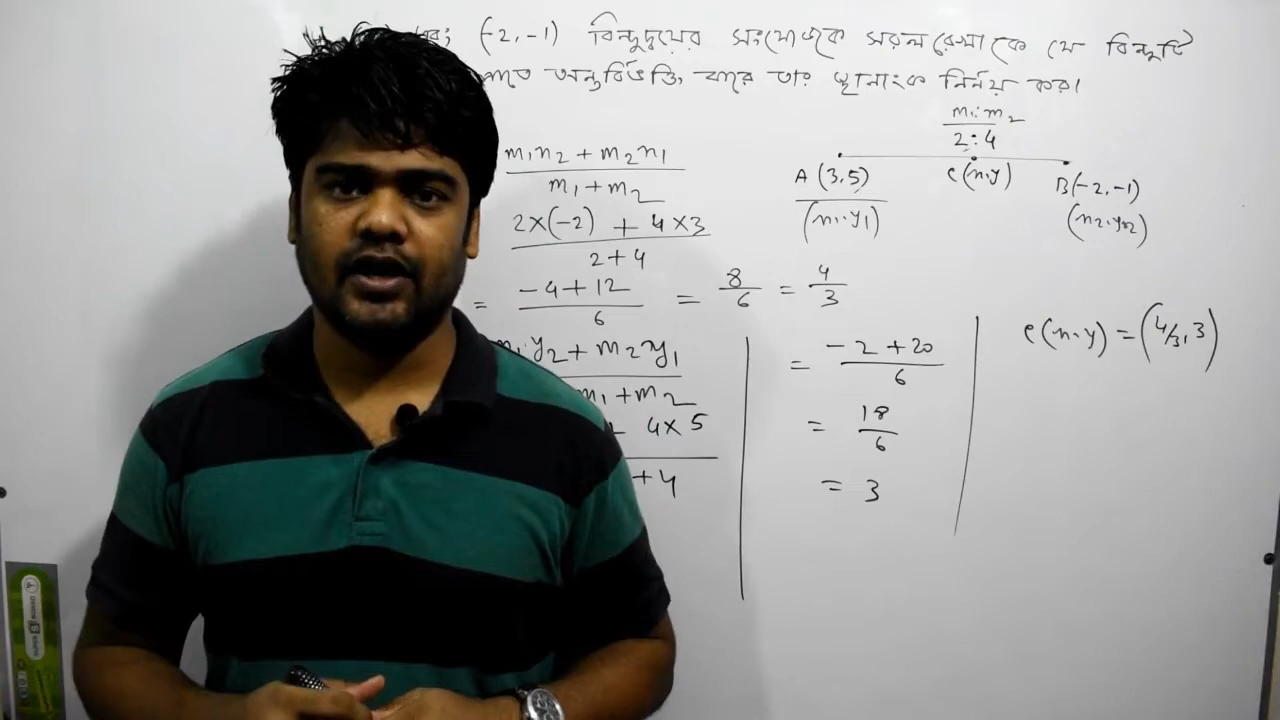 (-2,-1) বিন্দুদ্বয়ের সংযোজক সরলরেখাকে যে বিন্দুটি
অন্তর্বিভক্ত করে তার স্থানাংক নির্নয় কর।
m₁:m₂
2:4
A (3,5) C(x,y) B(-2,-1)
(x₁,y₁) (x₂,y₂)
m₁x₂ + m₂x₁
m₁ + m₂
2×(-2) + 4×3
2+4
= -4+12 / 6 = 8/6 = 4/3
y₂ + m₂y₁
m₁ + m₂
4×5
+4
= -2+20 / 6
= 18/6
= 3
C(x,y) = (4/3,3)